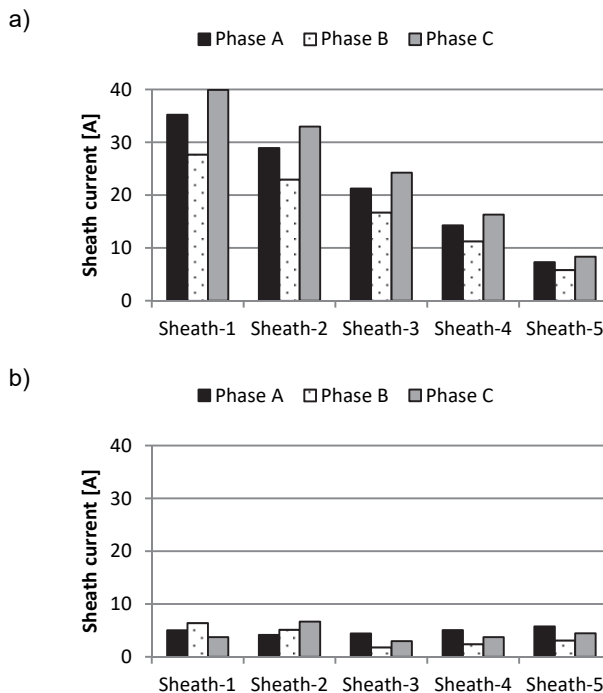 a)
Phase A Phase B Phase C
Sheath current [A]
40
30
20
10
0
Sheath-1 Sheath-2 Sheath-3 Sheath-4 Sheath-5
b)
Phase A Phase B Phase C
Sheath current [A]
40
30
20
10
0
Sheath-1 Sheath-2 Sheath-3 Sheath-4 Sheath-5